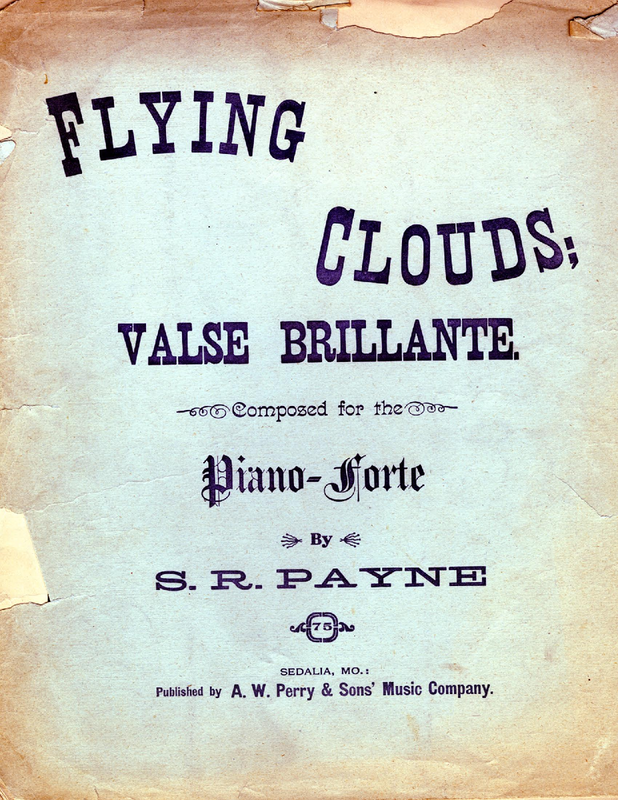 FLYING
CLOUDS;
VALSE BRILLANTE.
Composed for the
Piano-Forte
By
S. R. PAYNE
75
SEDALIA, MO.:
Published by A. W. Perry & Sons' Music Company.